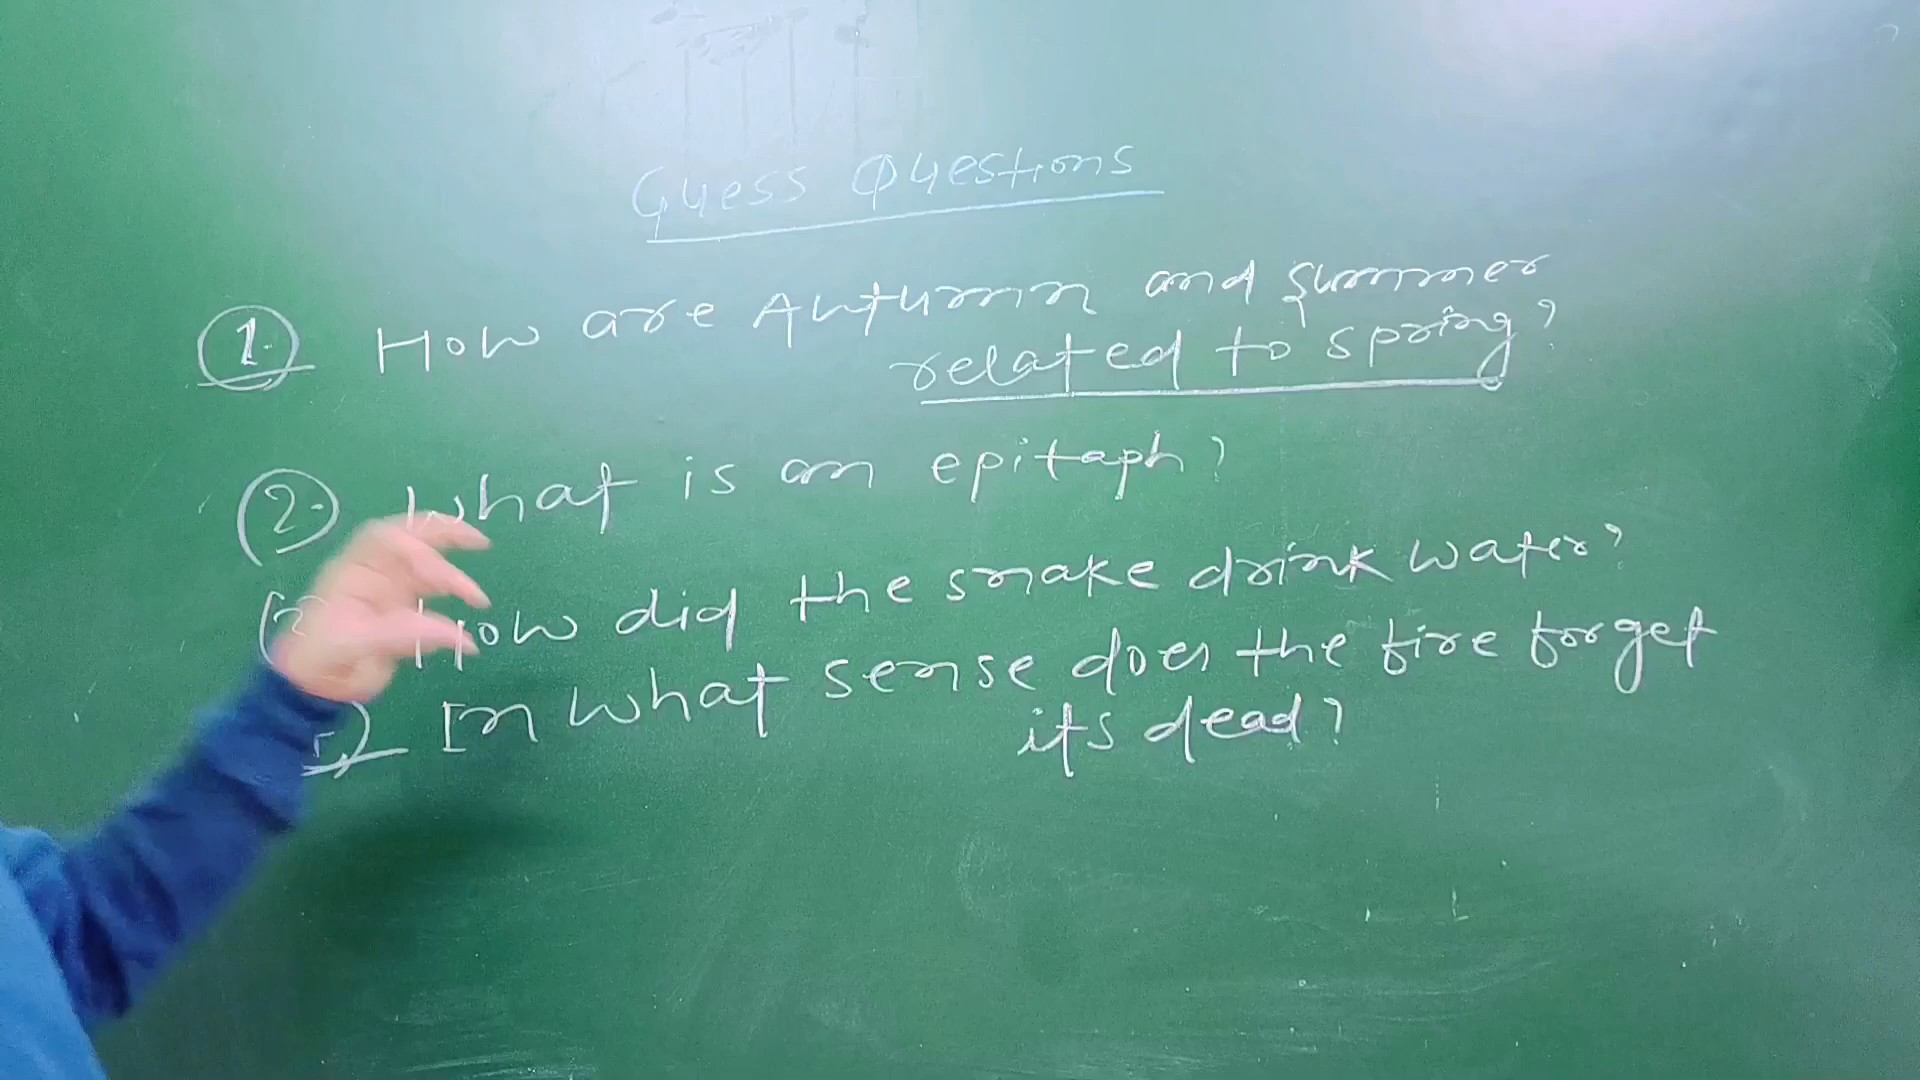 Guess Questions
1. How are Autumn and summer
related to spring?
2. What is an epitaph?
How did the snake drink water?
In what sense does the fire forget
its dead?